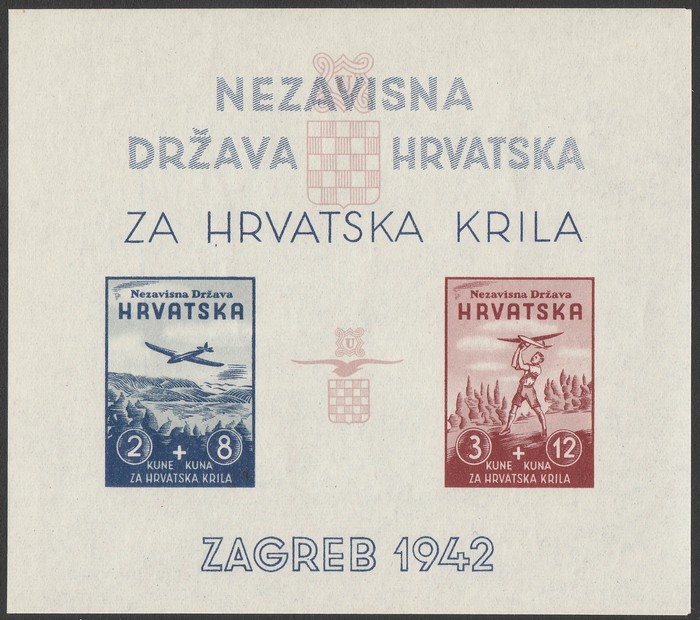 U
NEZAVISNA
DRŽAVA HRVATSKA
ZA HRVATSKA KRILA
Nezavisna Država
HRVATSKA
2 + 8
KUNE KUNA
ZA HRVATSKA KRILA
U
Nezavisna Država
HRVATSKA
3 + 12
KUNE KUNA
ZA HRVATSKA KRILA
ZAGREB 1942